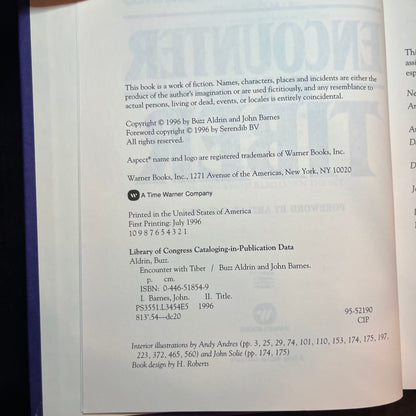 This book is a work of fiction. Names, characters, places and incidents are either the
product of the author's imagination or are used fictitiously, and any resemblance to
actual persons, living or dead, events, or locales is entirely coincidental.
Copyright © 1996 by Buzz Aldrin and John Barnes
Foreword copyright © 1996 by Serendib BV
All rights reserved.
Aspect® name and logo are registered trademarks of Warner Books, Inc.
Warner Books, Inc., 1271 Avenue of the Americas, New York, NY 10020
W A Time Warner Company
Printed in the United States of America
First Printing: July 1996
10 9 8 7 6 5 4 3 2 1
Library of Congress Cataloging-in-Publication Data
Aldrin, Buzz.
Encounter with Tiber / Buzz Aldrin and John Barnes.
p. cm.
ISBN: 0-446-51854-9
I. Barnes, John. II. Title.
PS3551.L3454E5 1996
813'.54—dc20
95-52190
CIP
Interior illustrations by Andy Andres (pp. 3, 25, 29, 74, 101, 110, 153, 174, 175, 197,
223, 372, 465, 560) and John Solie (pp. 174, 175)
Book design by H. Roberts